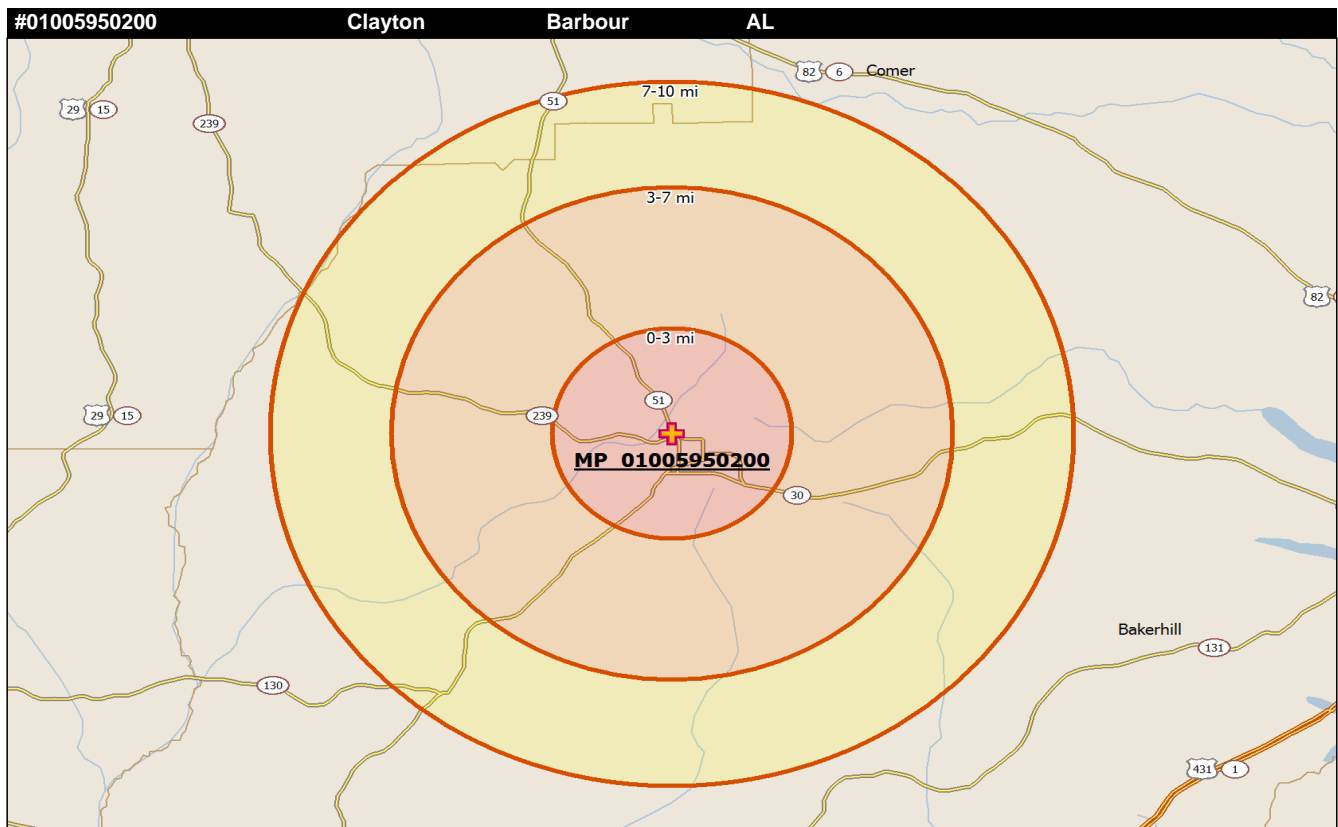 #01005950200 Clayton Barbour AL
82 6 Comer
7-10 mi
51
29 15
239
3-7 mi
82
0-3 mi
51
239
29 15
MP 01005950200
30
Bakerhill
131
130
431 1